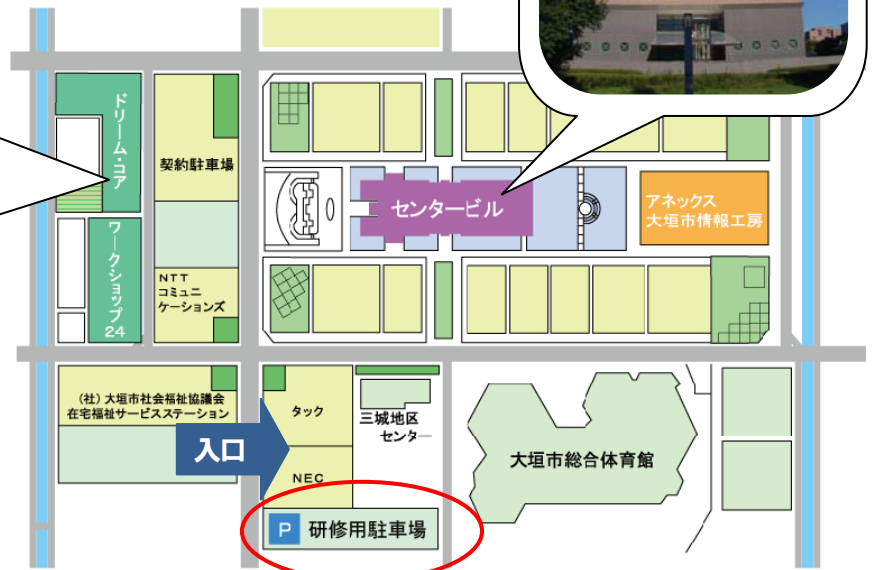 ドリーム・コア
契約駐車場
センタービル
アネックス
大垣市情報工房
ワークショップ24
NTT
コミュニ
ケーションズ
(社)大垣市社会福祉協議会
在宅福祉サービスステーション
タック
三城地区
センター
入口
NEC
大垣市総合体育館
P 研修用駐車場